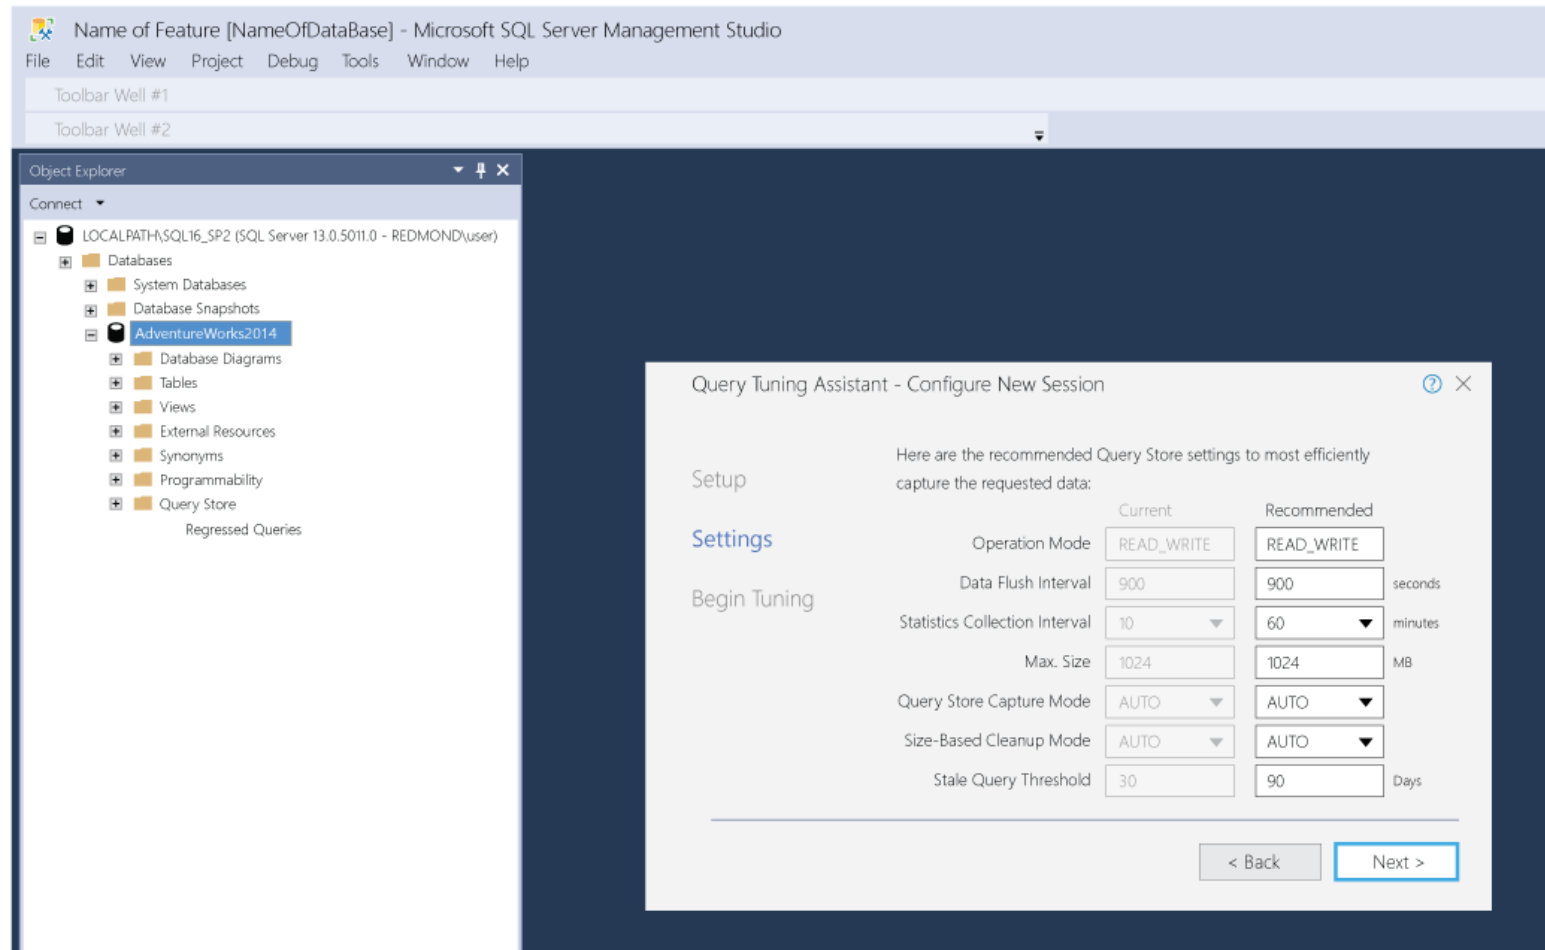 Name of Feature [NameOfDataBase] - Microsoft SQL Server Management Studio
File Edit View Project Debug Tools Window Help
Toolbar Well #1
Toolbar Well #2
Object Explorer
Connect
LOCALPATH\SQL16_SP2 (SQL Server 13.0.5011.0 - REDMOND\user)
Databases
System Databases
Database Snapshots
AdventureWorks2014
Database Diagrams
Tables
Views
External Resources
Synonyms
Programmability
Query Store
Regressed Queries
Query Tuning Assistant - Configure New Session
Setup
Settings
Begin Tuning
Here are the recommended Query Store settings to most efficiently
capture the requested data:
Current Recommended
Operation Mode READ_WRITE READ_WRITE
Data Flush Interval 900 900 seconds
Statistics Collection Interval 10 60 minutes
Max. Size 1024 1024 MB
Query Store Capture Mode AUTO AUTO
Size-Based Cleanup Mode AUTO AUTO
Stale Query Threshold 30 90 Days
< Back Next >